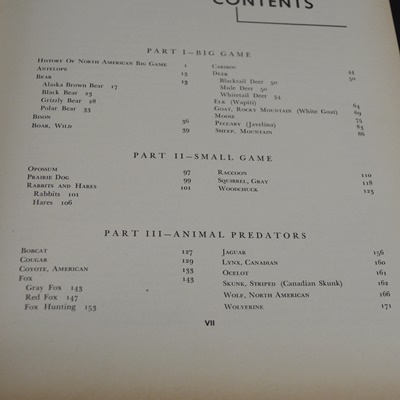 CONTENTS
PART I—BIG GAME
HISTORY OF NORTH AMERICAN BIG GAME 1
ANTELOPE 13
BEAR 13
Alaska Brown Bear 17
Black Bear 23
Grizzly Bear 28
Polar Bear 33
BISON 36
BOAR, WILD 39
CARIBOU
DEER 44
Blacktail Deer 50
Mule Deer 50
Whitetail Deer 54
ELK (Wapiti) 64
GOAT, ROCKY MOUNTAIN (White Goat) 69
MOOSE 75
PECCARY (Javelina) 83
SHEEP, MOUNTAIN 86
PART II—SMALL GAME
OPOSSUM 97
PRAIRIE DOG 99
RABBITS AND HARES 101
Rabbits 101
Hares 106
RACCOON 110
SQUIRREL, GRAY 118
WOODCHUCK 123
PART III—ANIMAL PREDATORS
BOBCAT 127
COUGAR 129
COYOTE, AMERICAN 133
FOX 143
Gray Fox 143
Red Fox 147
Fox Hunting 153
JAGUAR 156
LYNX, CANADIAN 160
OCELOT 161
SKUNK, STRIPED (Canadian Skunk) 162
WOLF, NORTH AMERICAN 166
WOLVERINE 171
VII